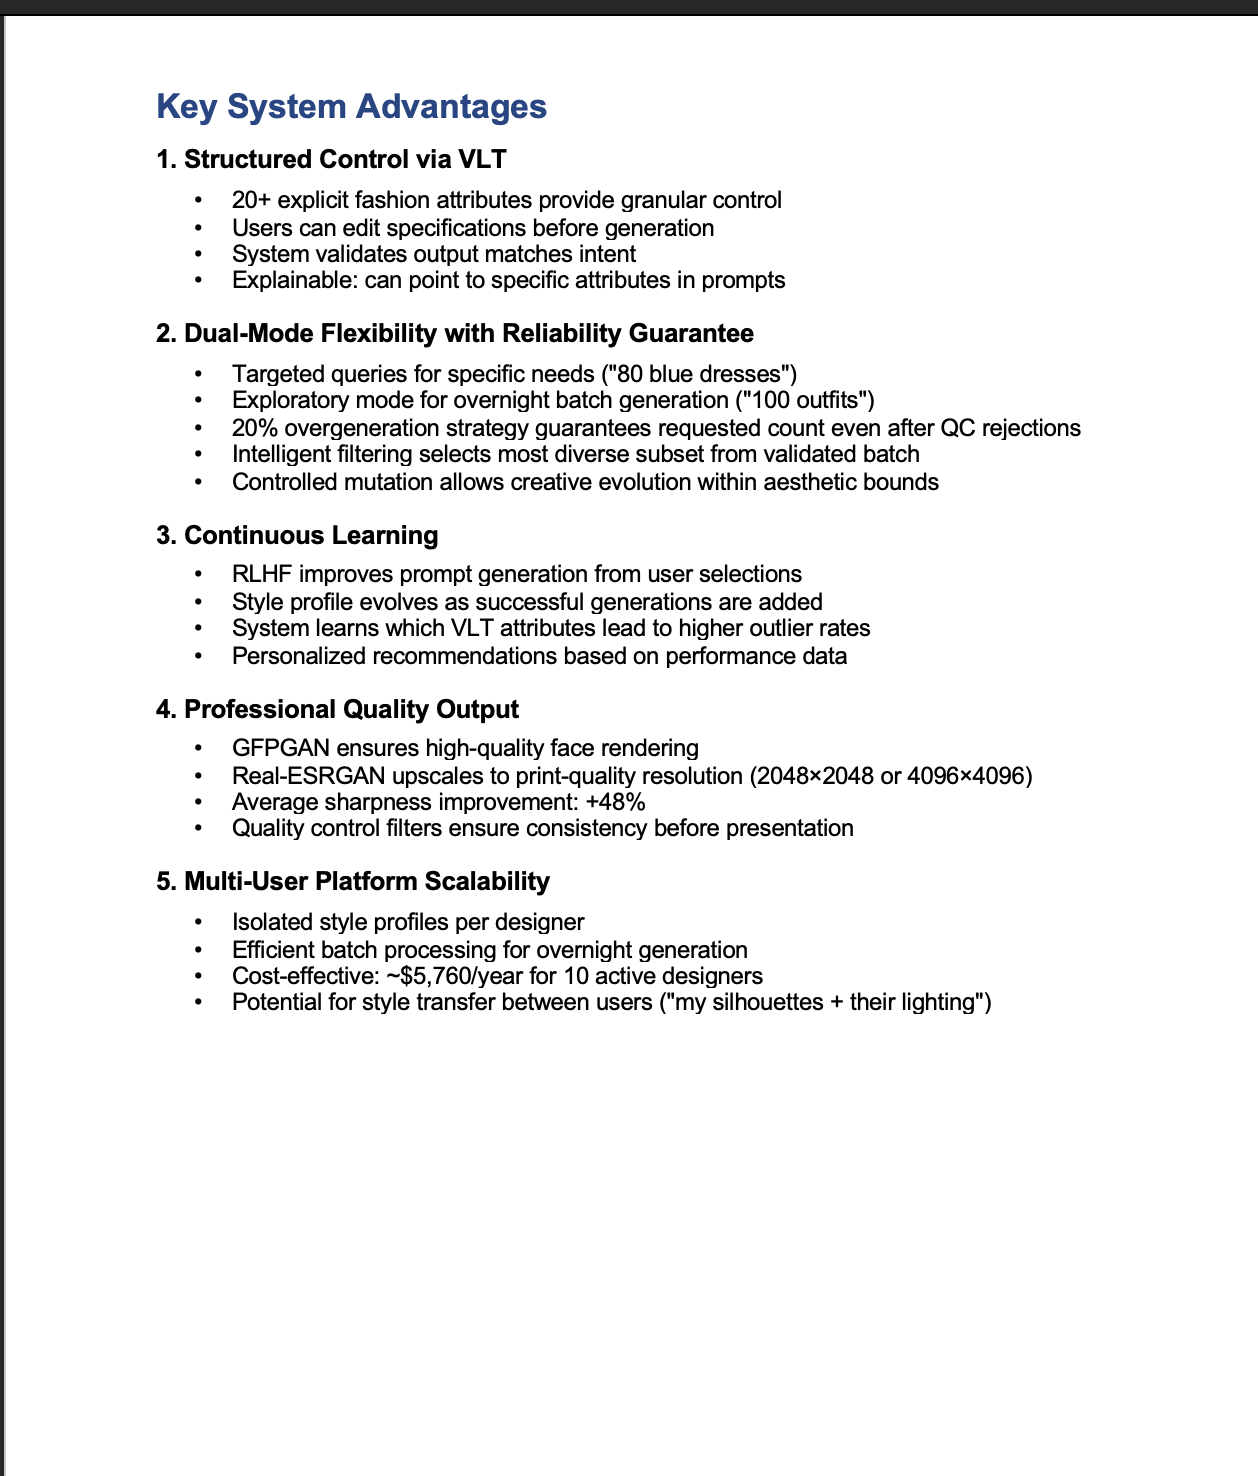 Key System Advantages
1. Structured Control via VLT
• 20+ explicit fashion attributes provide granular control
• Users can edit specifications before generation
• System validates output matches intent
• Explainable: can point to specific attributes in prompts
2. Dual-Mode Flexibility with Reliability Guarantee
• Targeted queries for specific needs ("80 blue dresses")
• Exploratory mode for overnight batch generation ("100 outfits")
• 20% overgeneration strategy guarantees requested count even after QC rejections
• Intelligent filtering selects most diverse subset from validated batch
• Controlled mutation allows creative evolution within aesthetic bounds
3. Continuous Learning
• RLHF improves prompt generation from user selections
• Style profile evolves as successful generations are added
• System learns which VLT attributes lead to higher outlier rates
• Personalized recommendations based on performance data
4. Professional Quality Output
• GFPGAN ensures high-quality face rendering
• Real-ESRGAN upscales to print-quality resolution (2048×2048 or 4096×4096)
• Average sharpness improvement: +48%
• Quality control filters ensure consistency before presentation
5. Multi-User Platform Scalability
• Isolated style profiles per designer
• Efficient batch processing for overnight generation
• Cost-effective: ~$5,760/year for 10 active designers
• Potential for style transfer between users ("my silhouettes + their lighting")